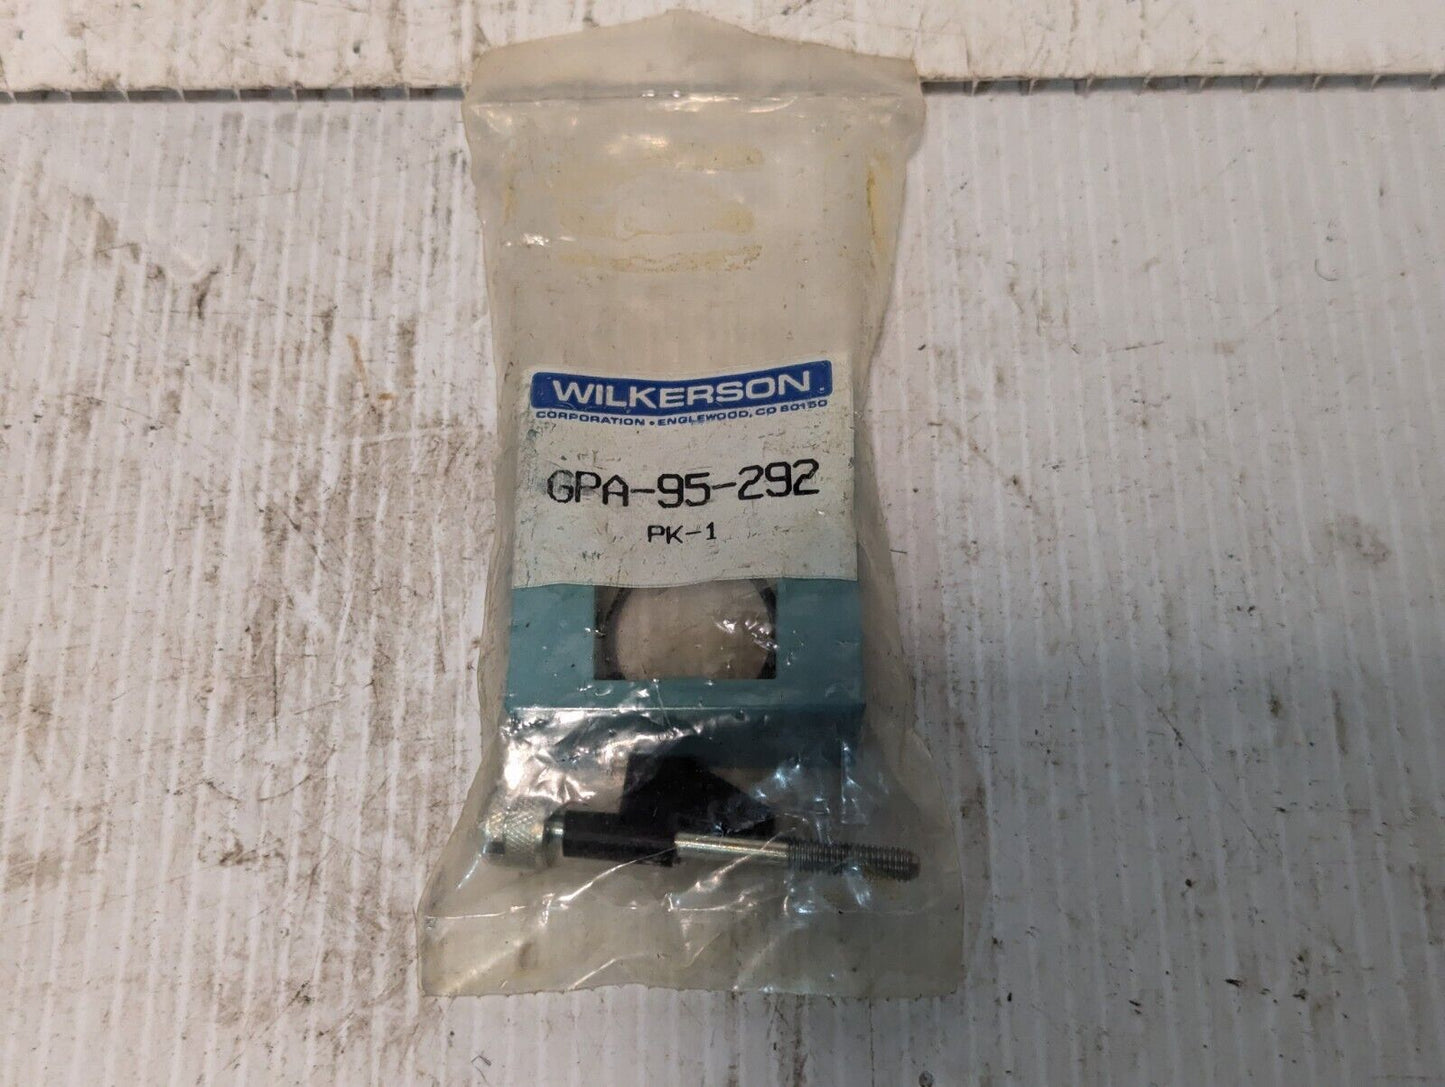 WILKERSON
CORPORATION • ENGLEWOOD, CO 80150
GPA-95-292
PK-1